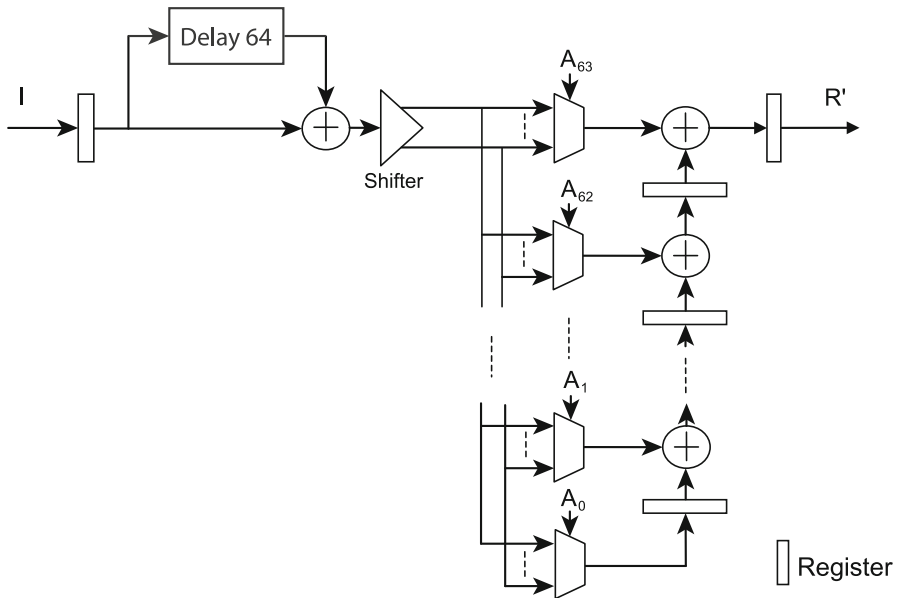 Delay 64
I
Shifter
A63
R'
A62
A1
A0
Register